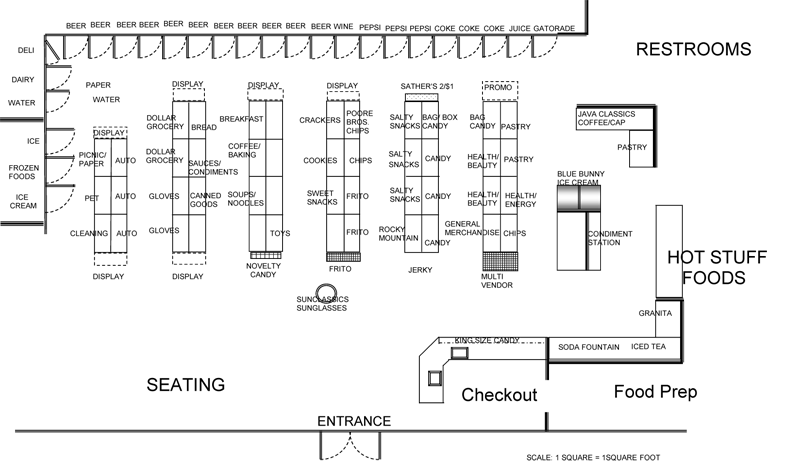 BEER BEER BEER BEER BEER BEER BEER BEER BEER BEER BEER WINE PEPSI PEPSI PEPSI COKE COKE COKE JUICE GATORADE
RESTROOMS
DELI
DAIRY
WATER
ICE
FROZEN
FOODS
ICE
CREAM
PAPER
WATER
DISPLAY
PICNIC/
PAPER
AUTO
PET
AUTO
CLEANING
AUTO
DISPLAY
DISPLAY
DOLLAR
GROCERY
BREAD
DOLLAR
GROCERY
SAUCES/
CONDIMENTS
GLOVES
CANNED
GOODS
GLOVES
DISPLAY
DISPLAY
BREAKFAST
COFFEE/
BAKING
SOUPS/
NOODLES
TOYS
NOVELTY
CANDY
DISPLAY
CRACKERS
POORE
BROS.
CHIPS
COOKIES
CHIPS
SWEET
SNACKS
FRITO
FRITO
FRITO
SUNCLASSICS
SUNGLASSES
SATHER'S 2/$1
SALTY
SNACKS
BAG/ BOX
CANDY
SALTY
SNACKS
CANDY
SALTY
SNACKS
CANDY
ROCKY
MOUNTAIN
CANDY
JERKY
PROMO
BAG
CANDY
PASTRY
HEALTH/
BEAUTY
PASTRY
HEALTH/
BEAUTY
HEALTH/
ENERGY
GENERAL
MERCHANDISE
CHIPS
MULTI
VENDOR
JAVA CLASSICS
COFFEE/CAP
PASTRY
BLUE BUNNY
ICE CREAM
CONDIMENT
STATION
HOT STUFF
FOODS
GRANITA
KING SIZE CANDY
SODA FOUNTAIN
ICED TEA
SEATING
Checkout
Food Prep
ENTRANCE
SCALE: 1 SQUARE = 1SQUARE FOOT